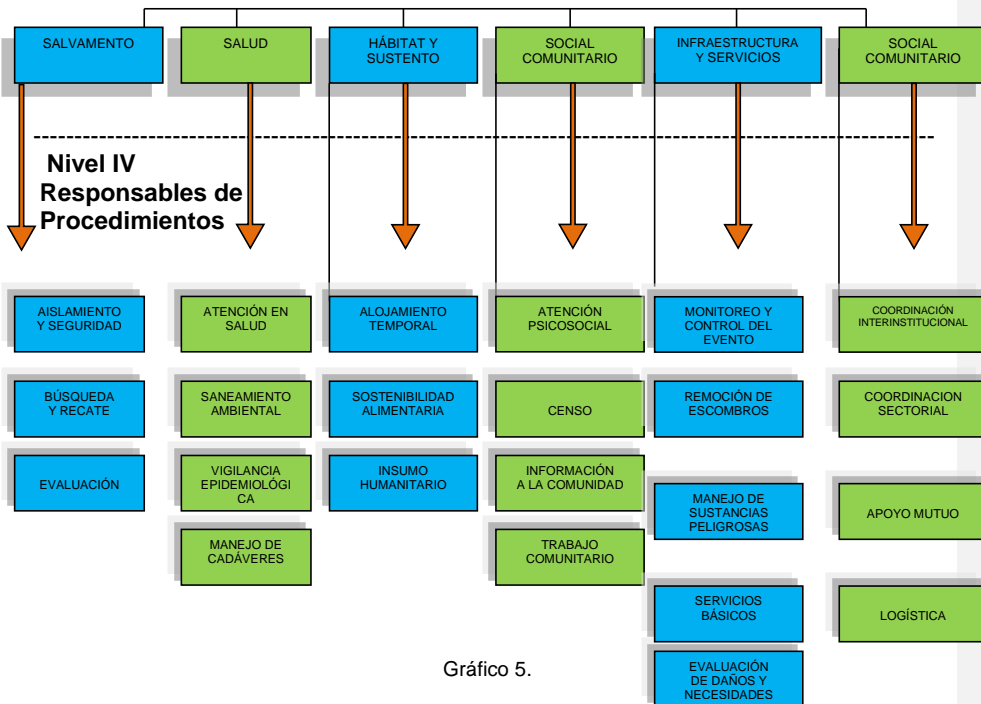 SALVAMENTO
SALUD
HÁBITAT Y
SUSTENTO
SOCIAL
COMUNITARIO
INFRAESTRUCTURA
Y SERVICIOS
SOCIAL
COMUNITARIO
Nivel IV
Responsables de
Procedimientos
AISLAMIENTO
Y SEGURIDAD
ATENCIÓN EN
SALUD
ALOJAMIENTO
TEMPORAL
ATENCIÓN
PSICOSOCIAL
MONITOREO Y
CONTROL DEL
EVENTO
COORDINACIÓN
INTERINSTITUCIONAL
BÚSQUEDA
Y RECATE
SANEAMIENTO
AMBIENTAL
SOSTENIBILIDAD
ALIMENTARIA
CENSO
REMOCIÓN DE
ESCOMBROS
COORDINACION
SECTORIAL
EVALUACIÓN
VIGILANCIA
EPIDEMIOLÓGI
CA
INSUMO
HUMANITARIO
INFORMACIÓN
A LA COMUNIDAD
MANEJO DE
SUSTANCIAS
PELIGROSAS
APOYO MUTUO
MANEJO DE
CADÁVERES
TRABAJO
COMUNITARIO
SERVICIOS
BÁSICOS
LOGÍSTICA
EVALUACIÓN
DE DAÑOS Y
NECESIDADES
Gráfico 5.